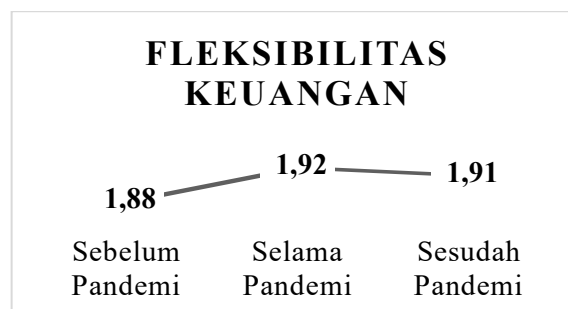 FLEKSIBILITAS
KEUANGAN
1,88
1,92
1,91
Sebelum
Pandemi
Selama
Pandemi
Sesudah
Pandemi